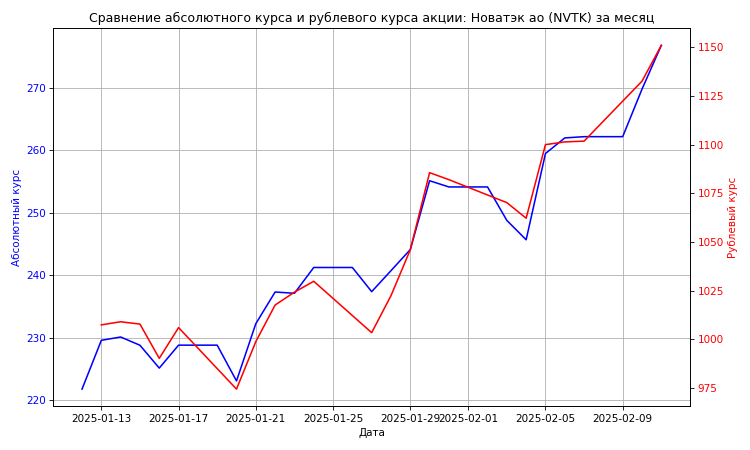 Сравнение абсолютного курса и рублевого курса акции: Новатэк ао (NVTK) за месяц
270
260
250
240
230
220
Абсолютный курс
1150
1125
1100
1075
1050
1025
1000
975
Рублевый курс
2025-01-13 2025-01-17 2025-01-21 2025-01-25 2025-01-29 2025-02-01 2025-02-05 2025-02-09
Дата